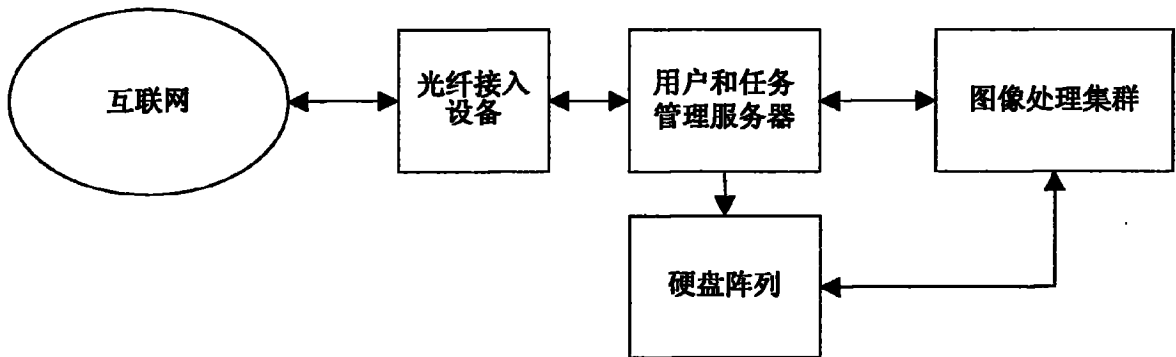 互联网
光纤接入
设备
用户和任务
管理服务器
图像处理集群
硬盘阵列